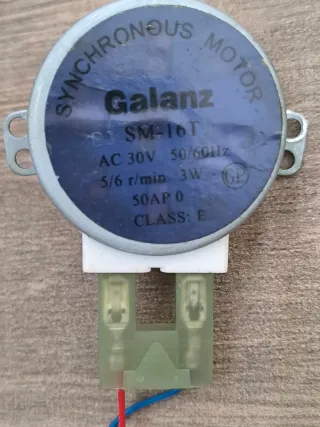 SYNCHRONOUS MOTOR
Galanz
SM-16T
AC 30V 50/60Hz
5/6 r/min 3W
50AP 0
CLASS: E